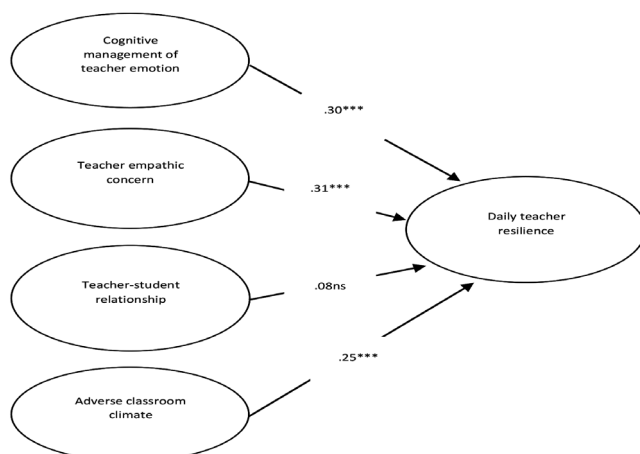 Cognitive
management of
teacher emotion
.30***
Teacher empathic
concern
.31***
Daily teacher
resilience
Teacher-student
relationship
.08ns
.25***
Adverse classroom
climate